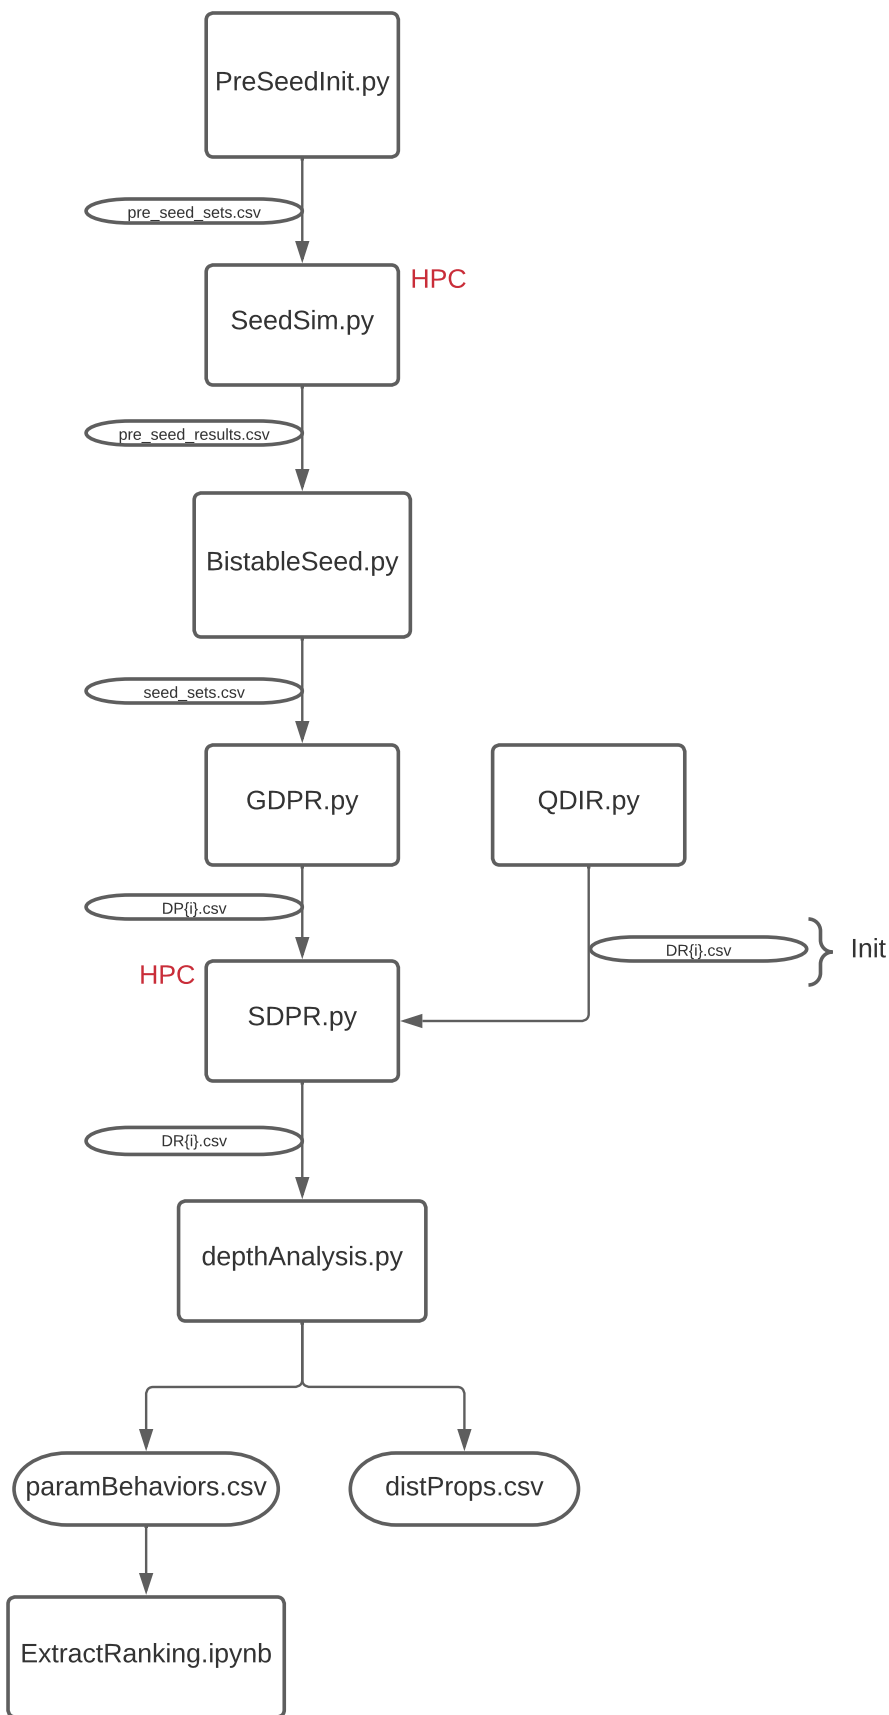 PreSeedInit.py
pre_seed_sets.csv
HPC
SeedSim.py
pre_seed_results.csv
BistableSeed.py
seed_sets.csv
GDPR.py
QDIR.py
DP{i}.csv
DR{i}.csv
Init
HPC
SDPR.py
DR{i}.csv
depthAnalysis.py
paramBehaviors.csv
distProps.csv
ExtractRanking.ipynb